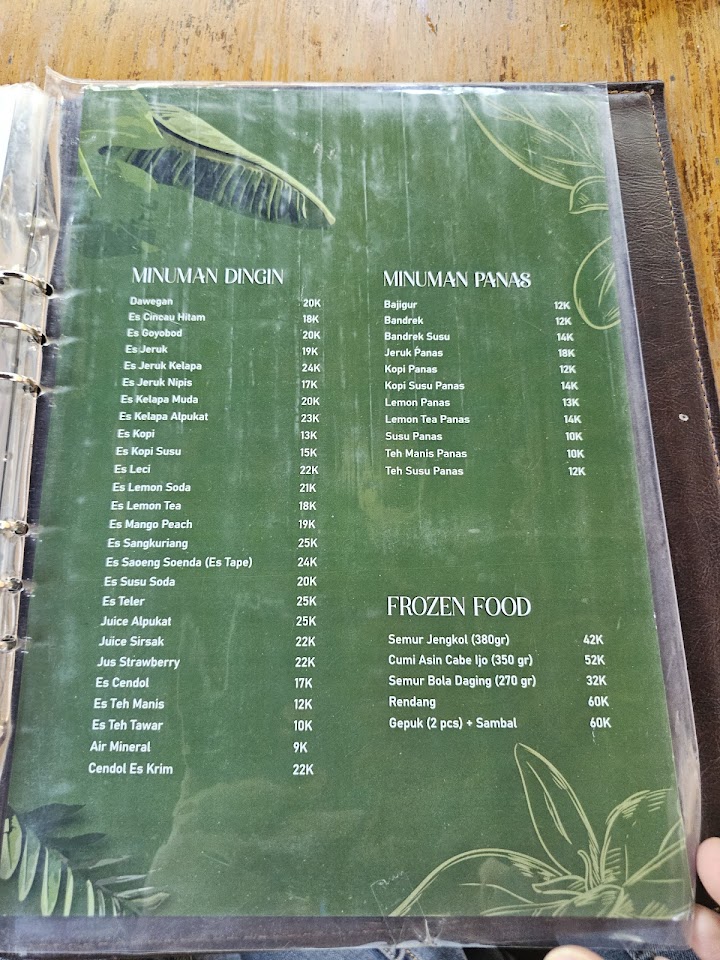 MINUMAN DINGIN
Dawegan 20K
Es Cincau Hitam 18K
Es Goyobod 20K
Es Jeruk 19K
Es Jeruk Kelapa 24K
Es Jeruk Nipis 17K
Es Kelapa Muda 20K
Es Kelapa Alpukat 23K
Es Kopi 13K
Es Kopi Susu 15K
Es Leci 22K
Es Lemon Soda 21K
Es Lemon Tea 18K
Es Mango Peach 19K
Es Sangkuriang 25K
Es Saoeng Soenda (Es Tape) 24K
Es Susu Soda 20K
Es Teler 25K
Juice Alpukat 25K
Juice Sirsak 22K
Jus Strawberry 22K
Es Cendol 17K
Es Teh Manis 12K
Es Teh Tawar 10K
Air Mineral 9K
Cendol Es Krim 22K
MINUMAN PANAS
Bajigur 12K
Bandrek 12K
Bandrek Susu 14K
Jeruk Panas 18K
Kopi Panas 12K
Kopi Susu Panas 14K
Lemon Panas 13K
Lemon Tea Panas 14K
Susu Panas 10K
Teh Manis Panas 10K
Teh Susu Panas 12K
FROZEN FOOD
Semur Jengkol (380gr) 42K
Cumi Asin Cabe Ijo (350 gr) 52K
Semur Bola Daging (270 gr) 32K
Rendang 60K
Gepuk (2 pcs) + Sambal 60K